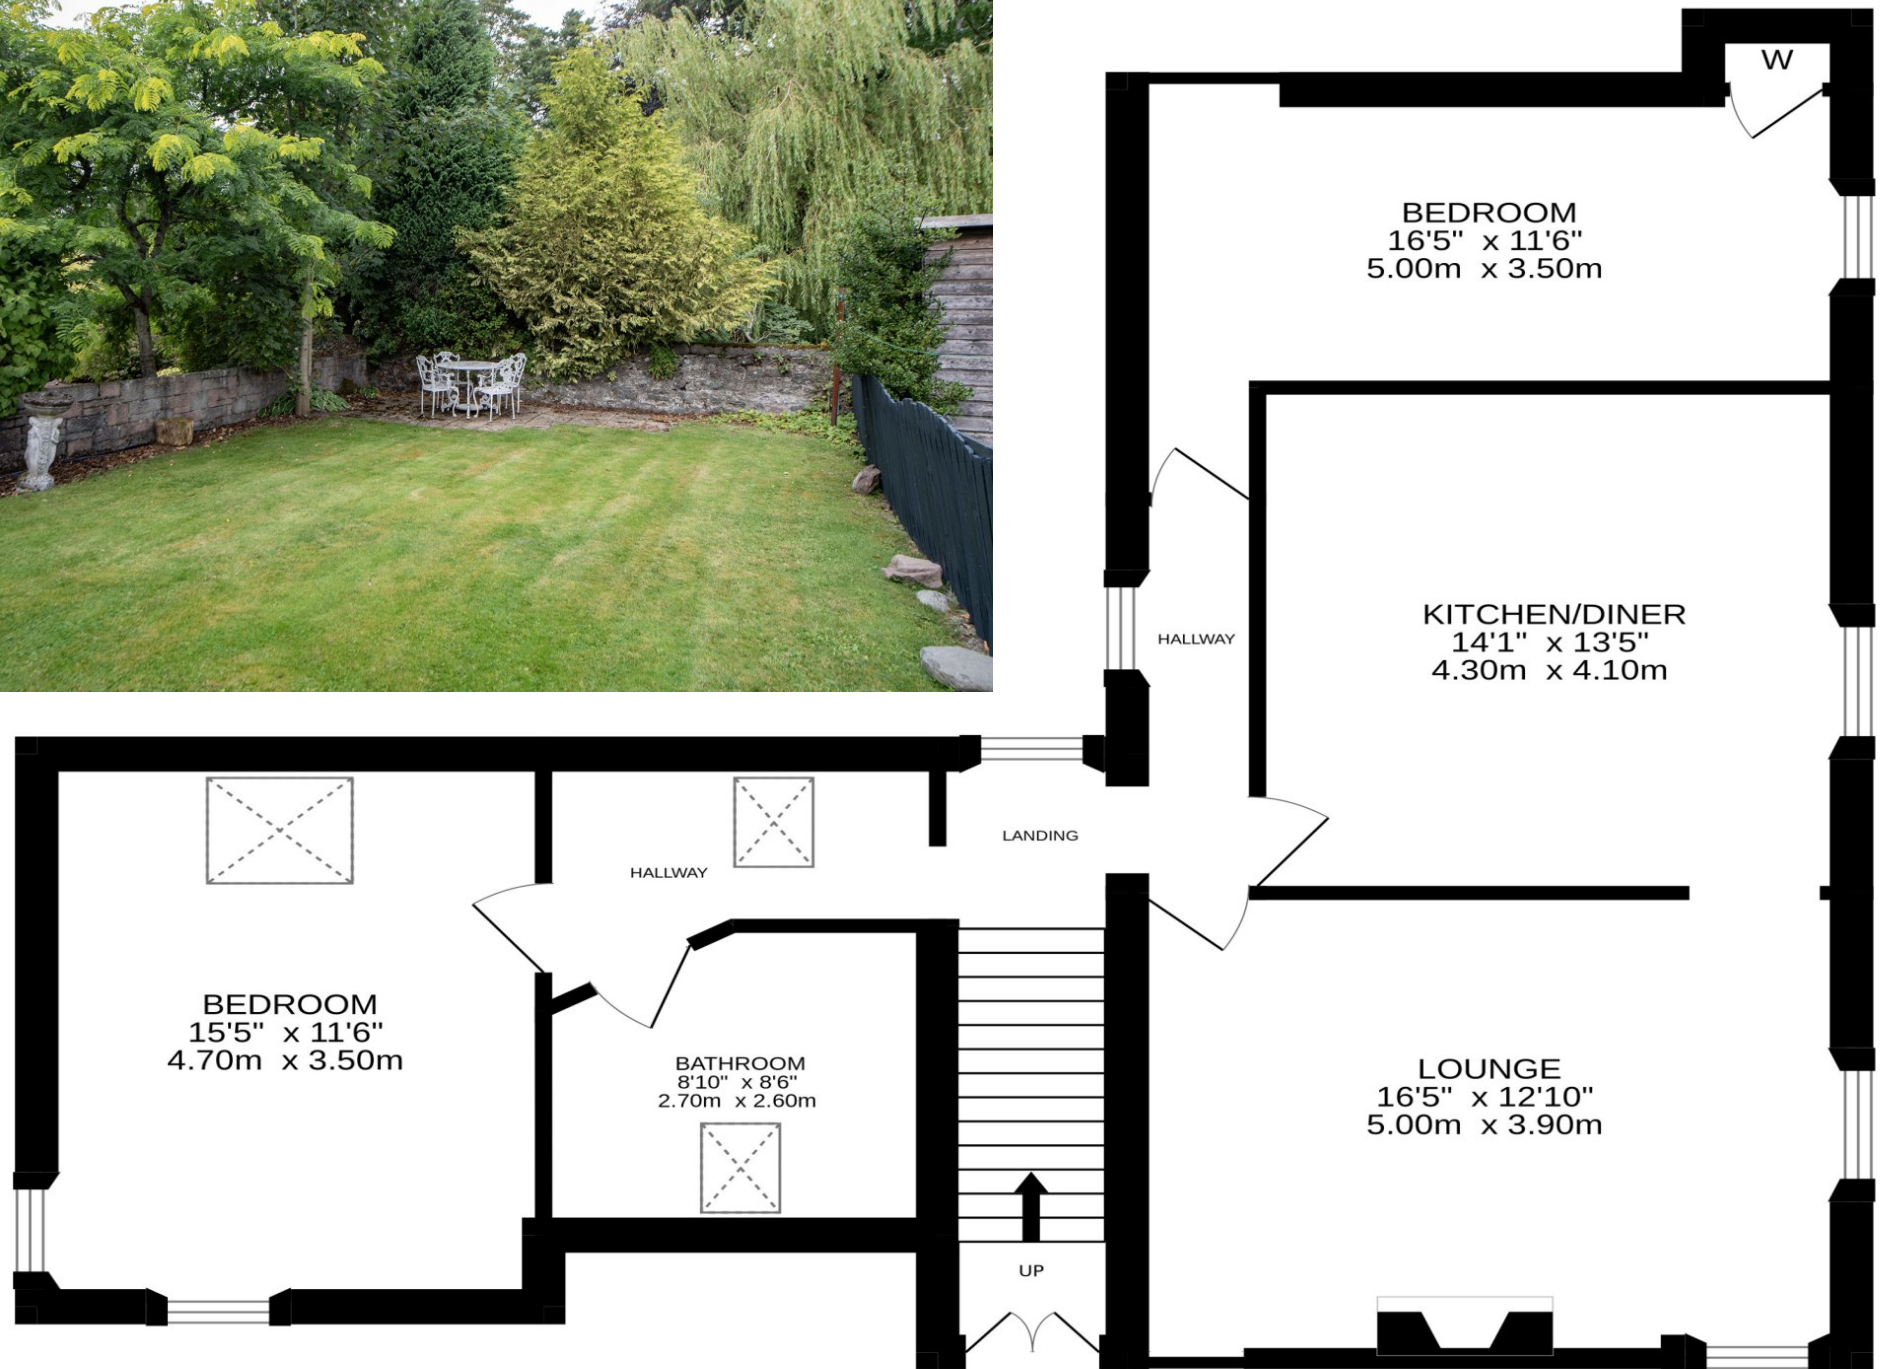 W
BEDROOM
16'5" x 11'6"
5.00m x 3.50m
KITCHEN/DINER
14'1" x 13'5"
4.30m x 4.10m
HALLWAY
LANDING
HALLWAY
BEDROOM
15'5" x 11'6"
4.70m x 3.50m
BATHROOM
8'10" x 8'6"
2.70m x 2.60m
LOUNGE
16'5" x 12'10"
5.00m x 3.90m
UP